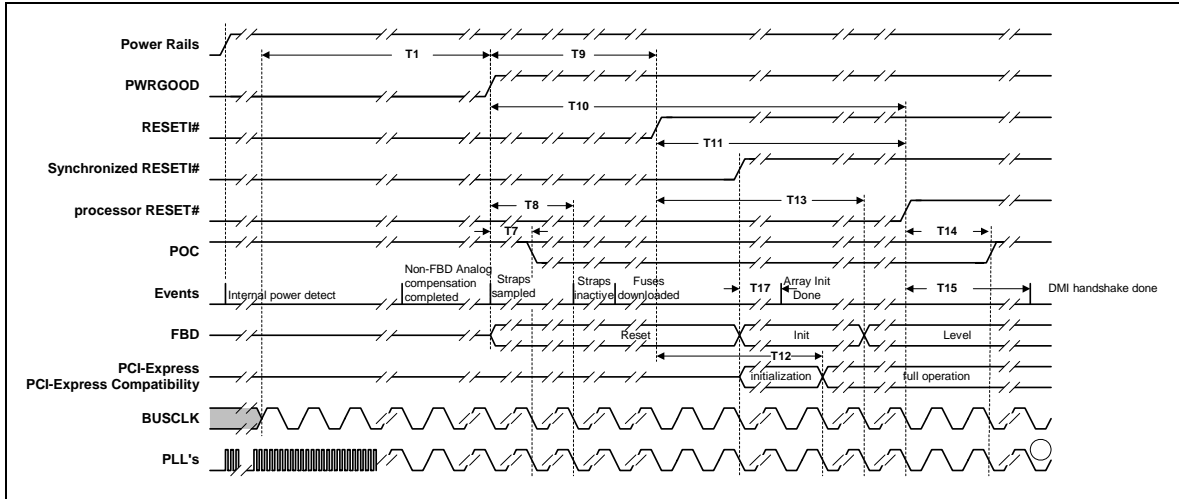 Power Rails
T1
T9
PWRGOOD
T10
RESETI#
T11
Synchronized RESETI#
T8
T13
processor RESET#
T7
T14
POC
Events
Internal power detect
Non-FBD Analog
compensation
completed
Straps
sampled
Straps
inactive
Fuses
downloaded
T17
Array Init
Done
T15
DMI handshake done
FBD
Reset
Init
Level
T12
PCI-Express
PCI-Express Compatibility
initialization
full operation
BUSCLK
PLL's